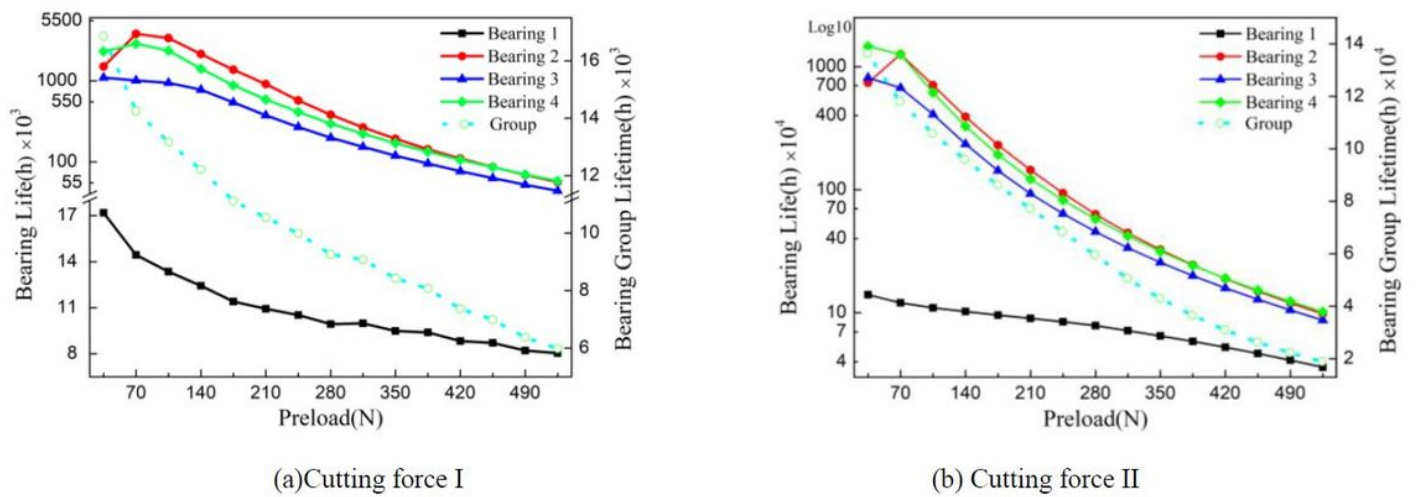 5500
1000
550
100
55
17
14
11
8
Bearing Life(h) ×10³
Bearing 1
Bearing 2
Bearing 3
Bearing 4
Group
16
14
12
10
8
6
Bearing Group Lifetime(h) ×10³
70 140 210 280 350 420 490
Preload(N)
(a)Cutting force I
Log10
1000
700
400
100
70
40
10
7
4
Bearing Life(h) ×10⁴
Bearing 1
Bearing 2
Bearing 3
Bearing 4
Group
14
12
10
8
6
4
2
Bearing Group Lifetime(h) ×10⁴
70 140 210 280 350 420 490
Preload(N)
(b) Cutting force II